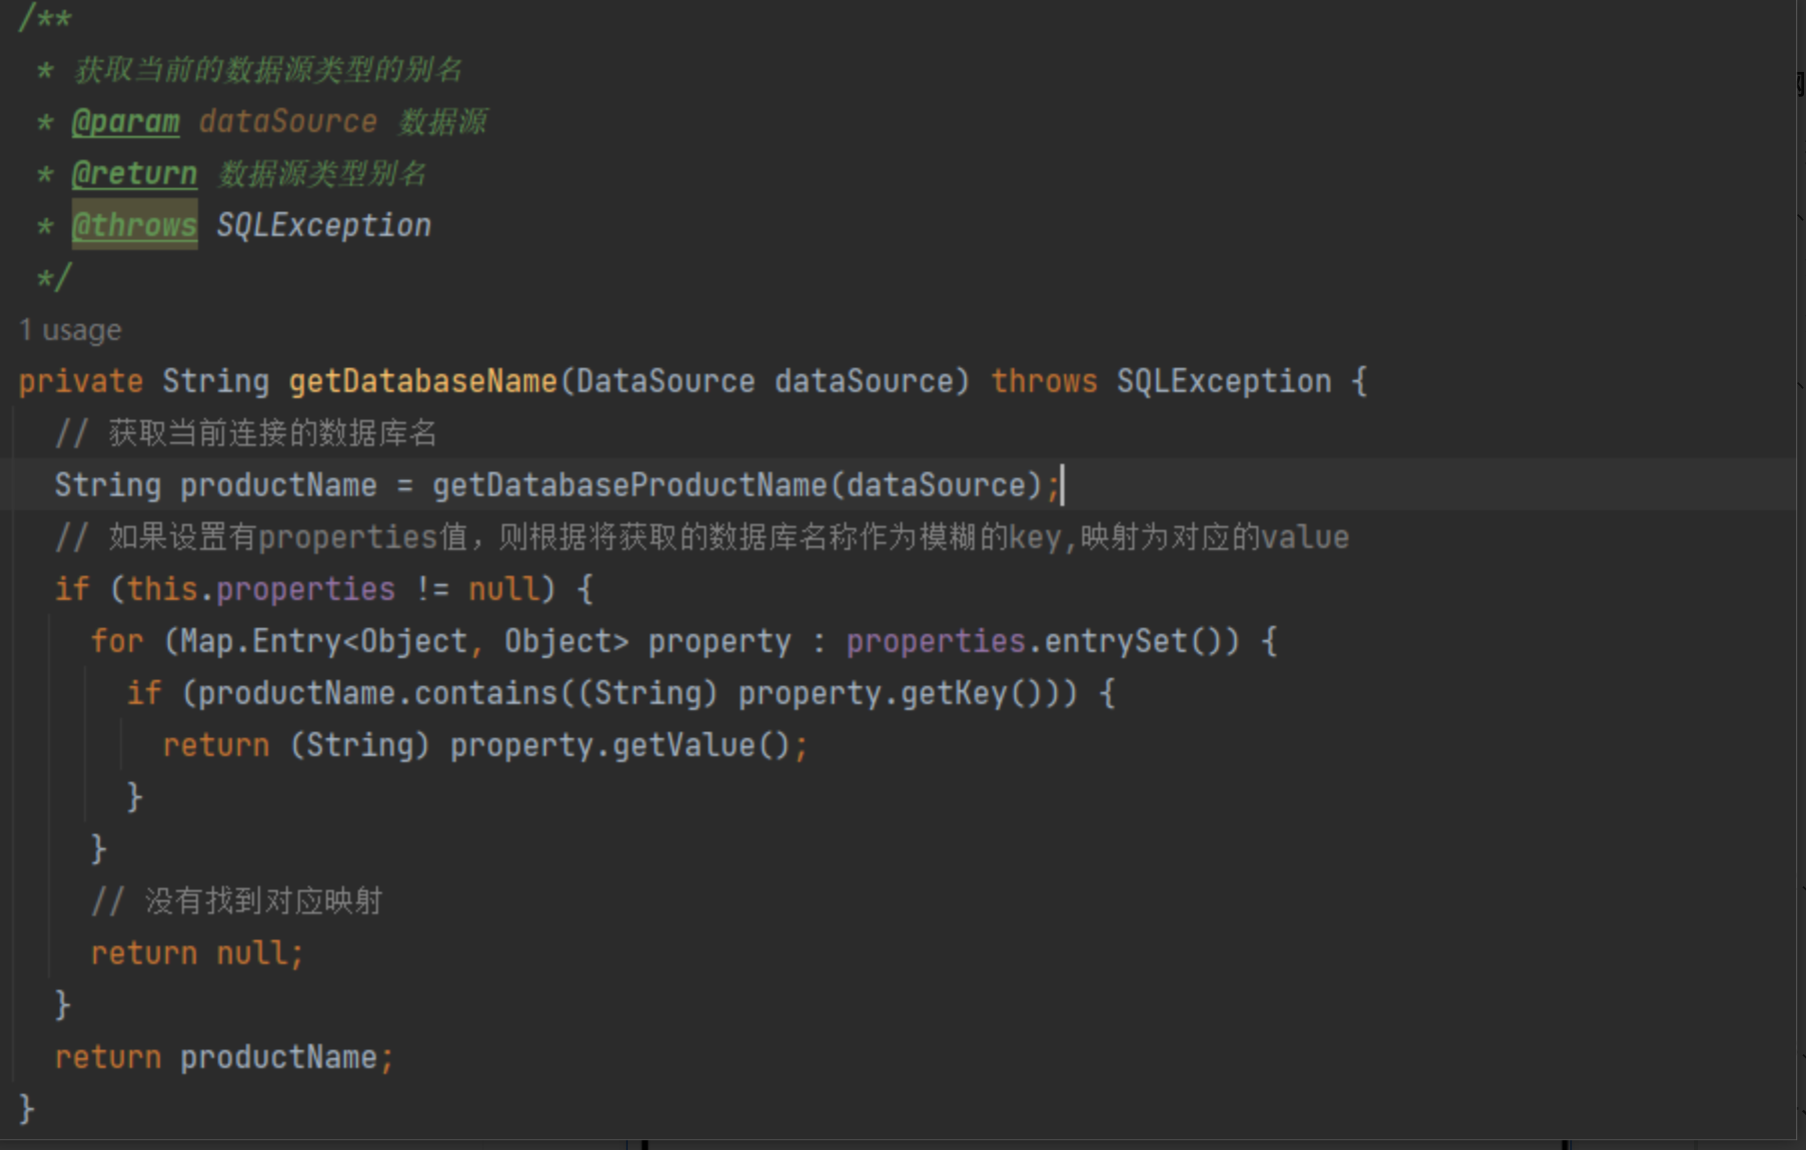 /**
 * 获取当前的数据源类型的别名
 * @param dataSource 数据源
 * @return 数据源类型别名
 * @throws SQLException
 */
1 usage
private String getDatabaseName(DataSource dataSource) throws SQLException {
  // 获取当前连接的数据库名
  String productName = getDatabaseProductName(dataSource);
  // 如果设置有properties值，则根据将获取的数据库名称作为模糊的key,映射为对应的value
  if (this.properties != null) {
    for (Map.Entry<Object, Object> property : properties.entrySet()) {
      if (productName.contains((String) property.getKey())) {
        return (String) property.getValue();
      }
    }
    // 没有找到对应映射
    return null;
  }
  return productName;
}